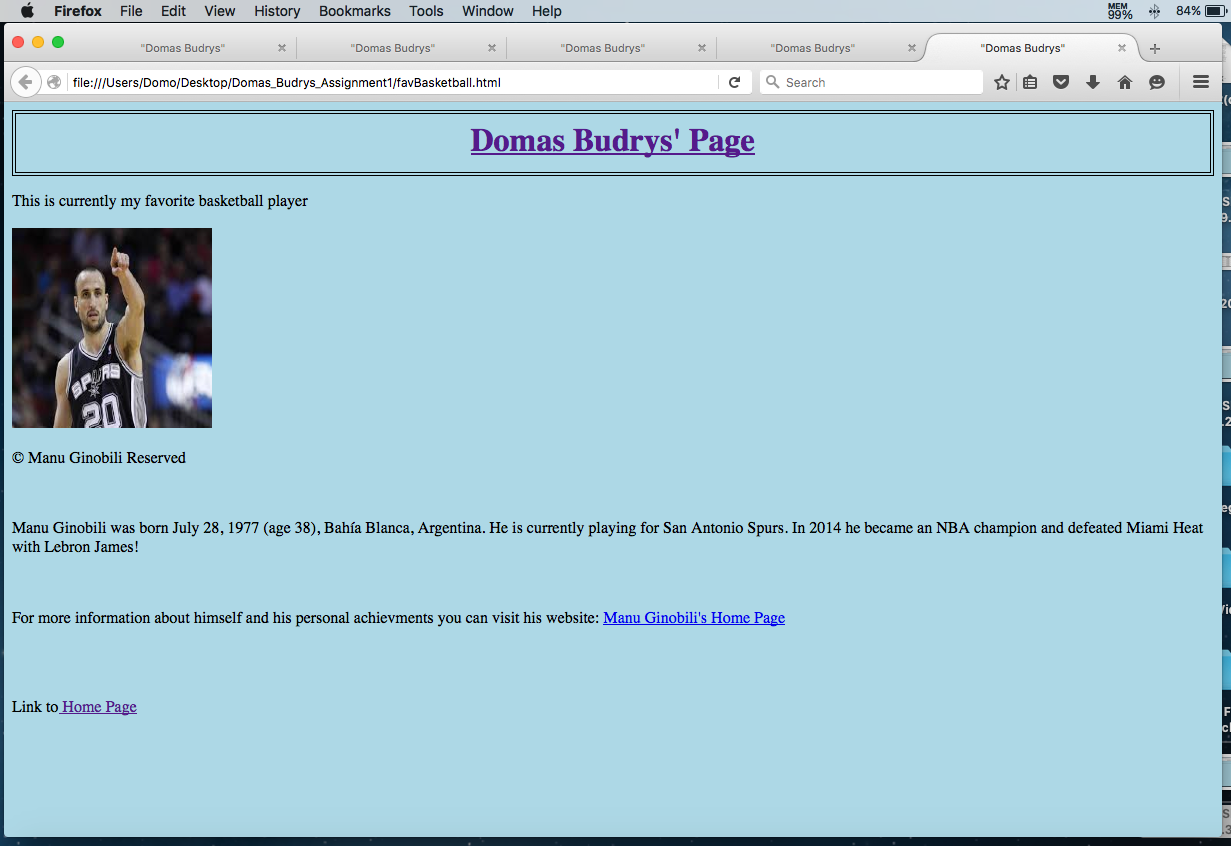 Firefox File Edit View History Bookmarks Tools Window Help MEM 99% 84%
"Domas Budrys" "Domas Budrys" "Domas Budrys" "Domas Budrys" "Domas Budrys"
file:///Users/Domo/Desktop/Domas_Budrys_Assignment1/favBasketball.html Search
Domas Budrys' Page
This is currently my favorite basketball player
SPURS
20
© Manu Ginobili Reserved
Manu Ginobili was born July 28, 1977 (age 38), Bahía Blanca, Argentina. He is currently playing for San Antonio Spurs. In 2014 he became an NBA champion and defeated Miami Heat
with Lebron James!
For more information about himself and his personal achievments you can visit his website: Manu Ginobili's Home Page
Link to Home Page